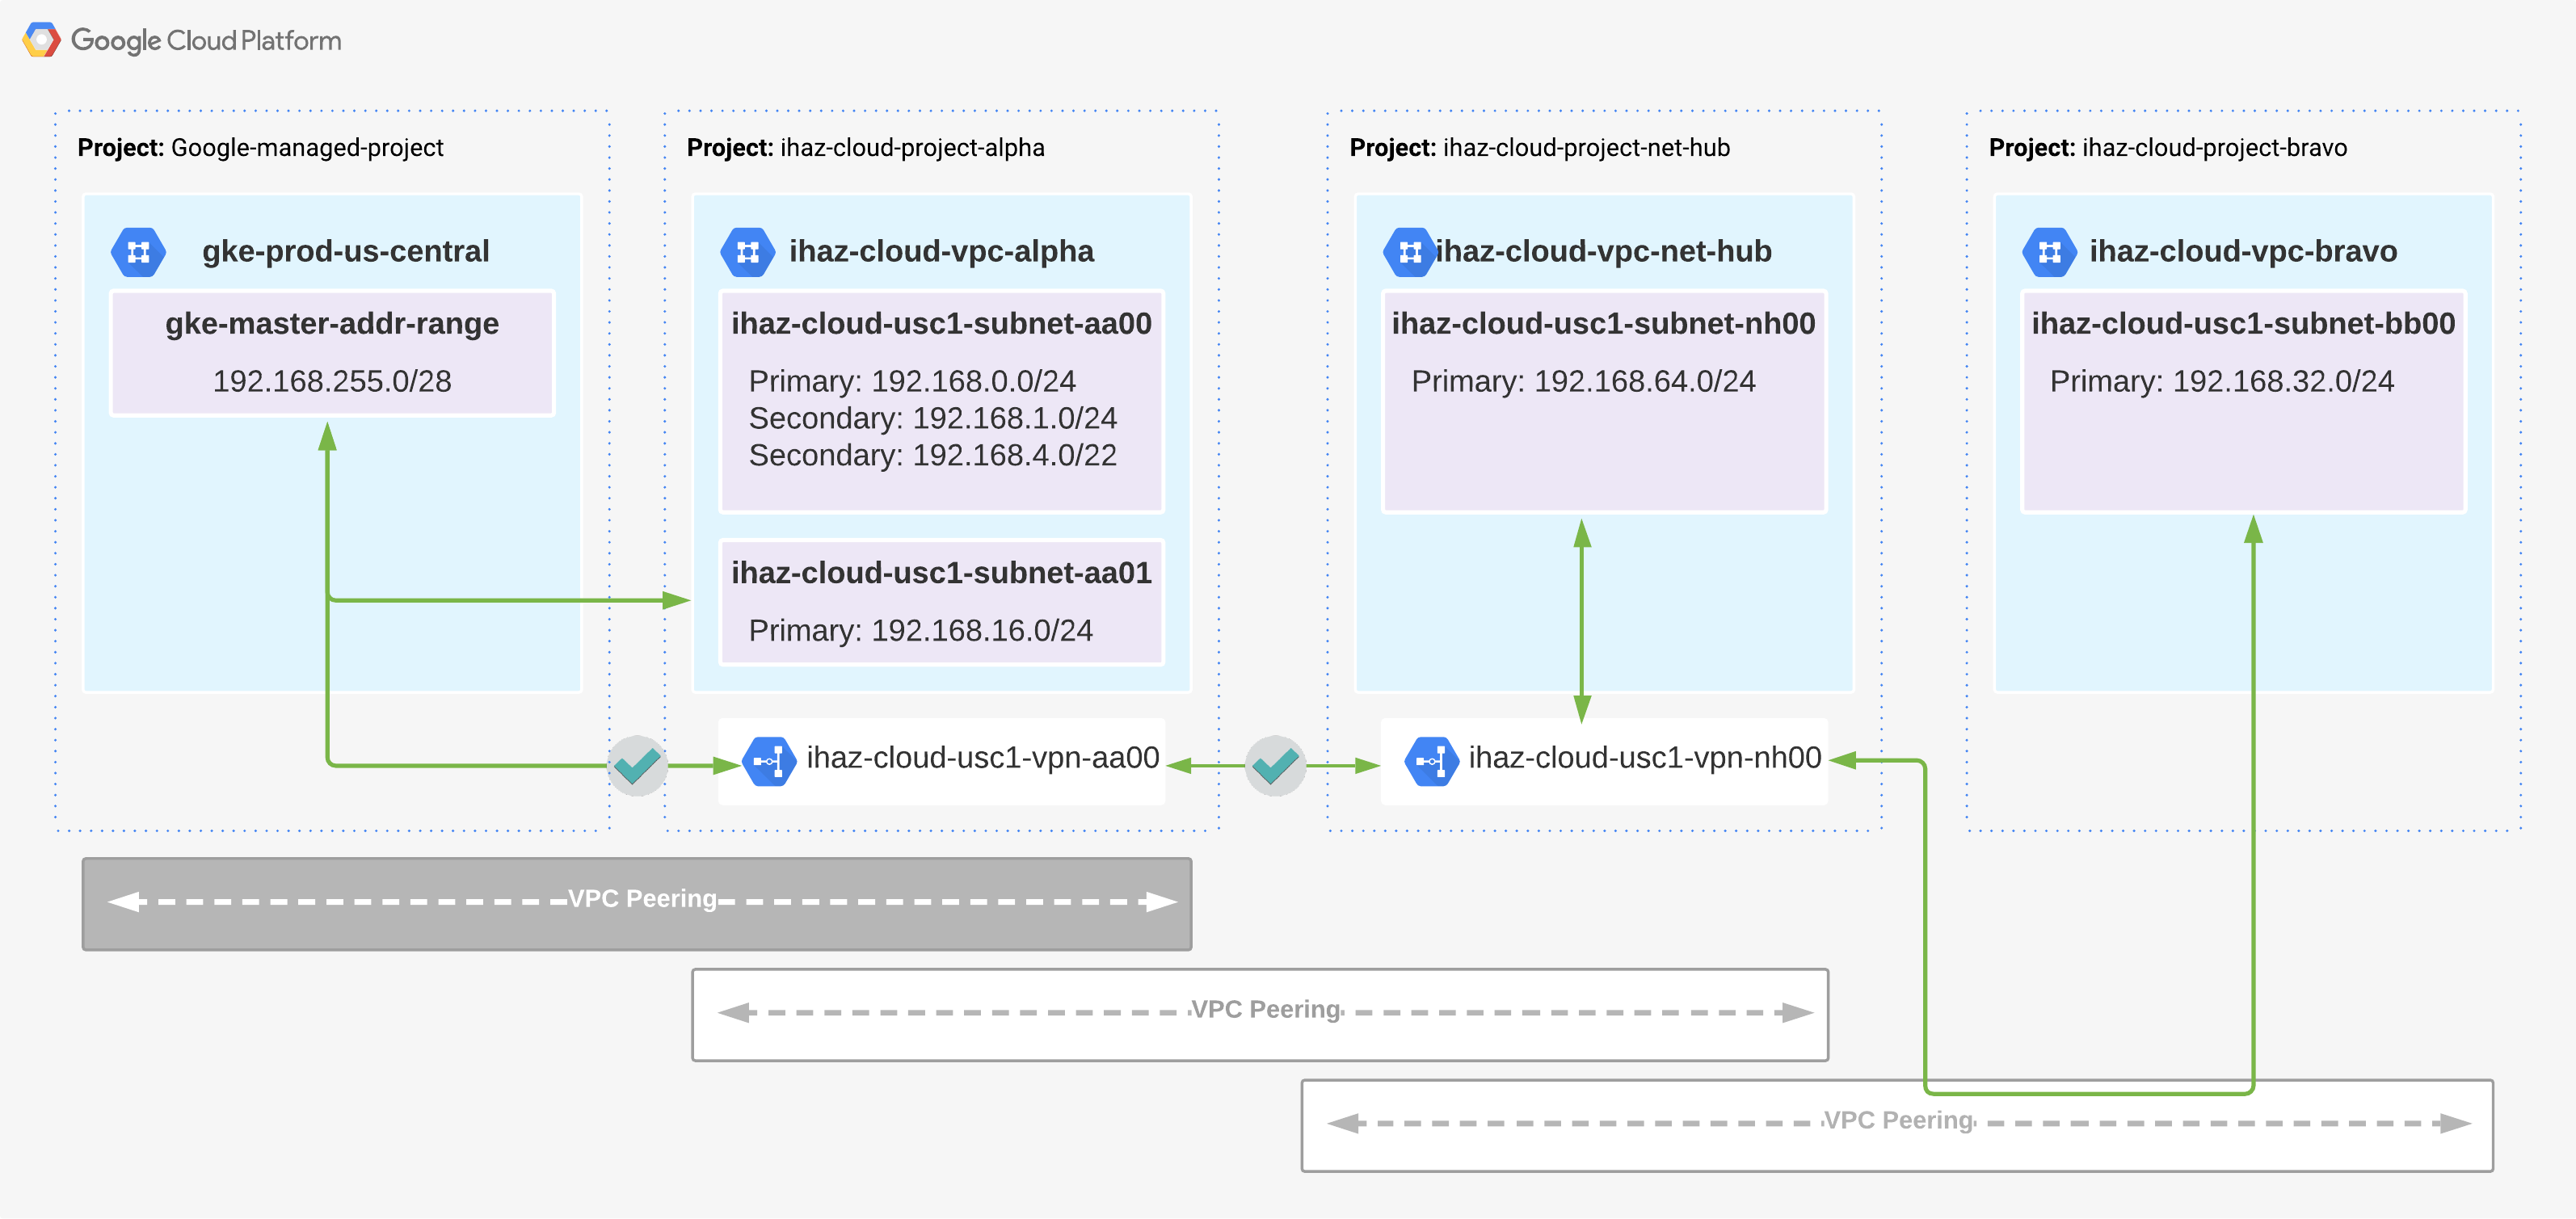 Google Cloud Platform
Project: Google-managed-project
gke-prod-us-central
gke-master-addr-range
192.168.255.0/28
Project: ihaz-cloud-project-alpha
ihaz-cloud-vpc-alpha
ihaz-cloud-usc1-subnet-aa00
Primary: 192.168.0.0/24
Secondary: 192.168.1.0/24
Secondary: 192.168.4.0/22
ihaz-cloud-usc1-subnet-aa01
Primary: 192.168.16.0/24
ihaz-cloud-usc1-vpn-aa00
Project: ihaz-cloud-project-net-hub
ihaz-cloud-vpc-net-hub
ihaz-cloud-usc1-subnet-nh00
Primary: 192.168.64.0/24
ihaz-cloud-usc1-vpn-nh00
Project: ihaz-cloud-project-bravo
ihaz-cloud-vpc-bravo
ihaz-cloud-usc1-subnet-bb00
Primary: 192.168.32.0/24
VPC Peering
VPC Peering
VPC Peering